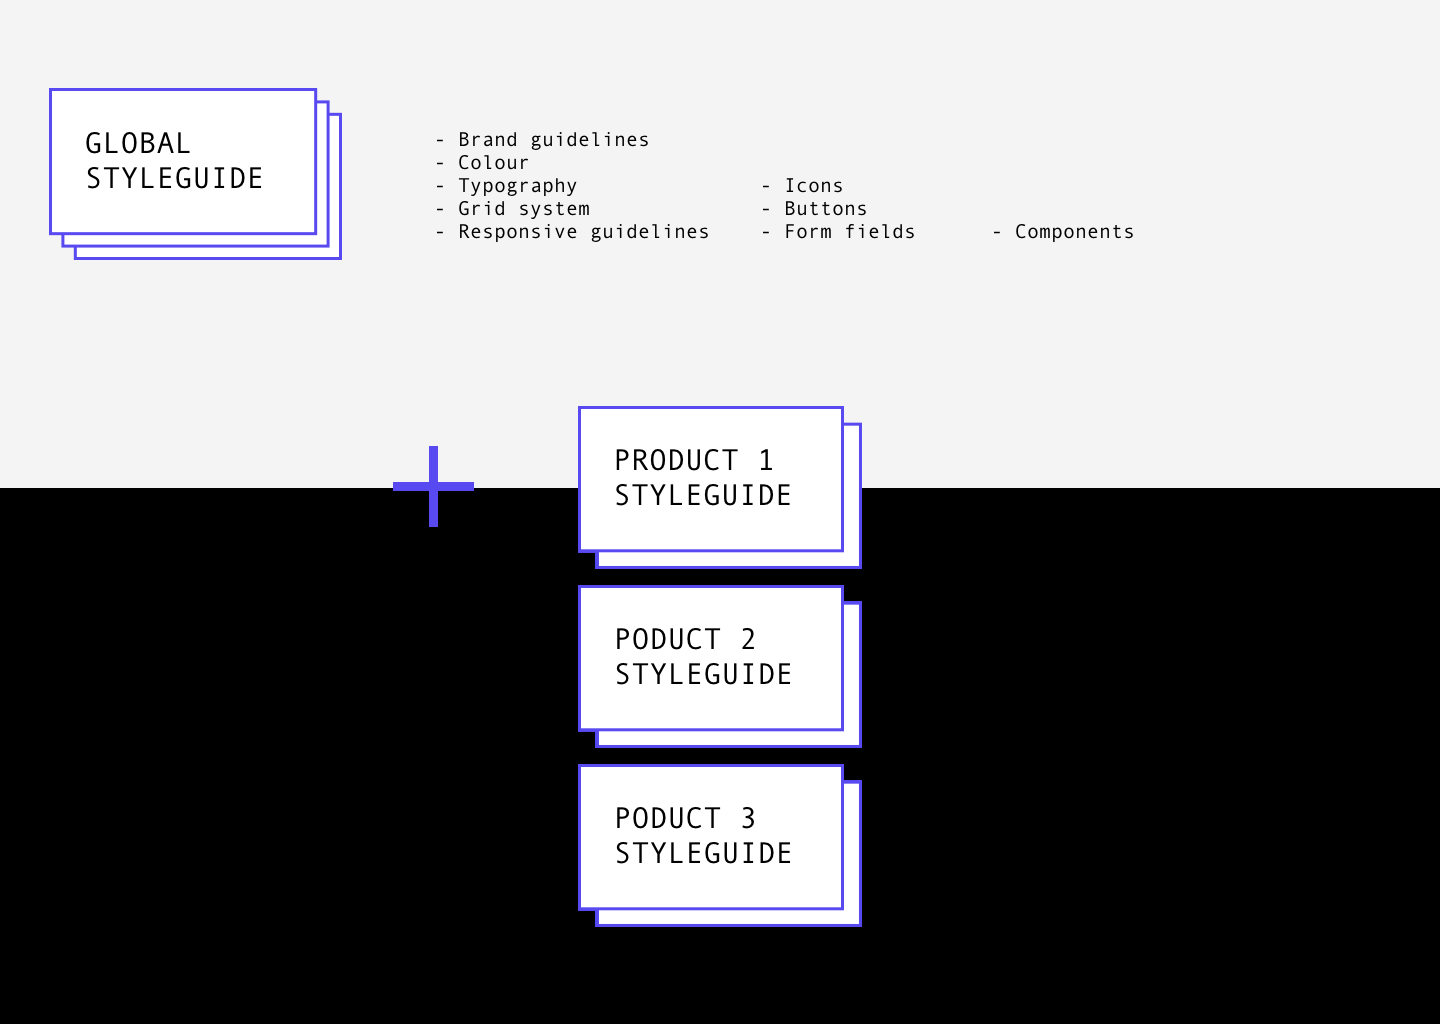 GLOBAL
STYLEGUIDE
- Brand guidelines
- Colour
- Typography
- Grid system
- Responsive guidelines
- Icons
- Buttons
- Form fields
- Components
PRODUCT 1
STYLEGUIDE
PODUCT 2
STYLEGUIDE
PODUCT 3
STYLEGUIDE